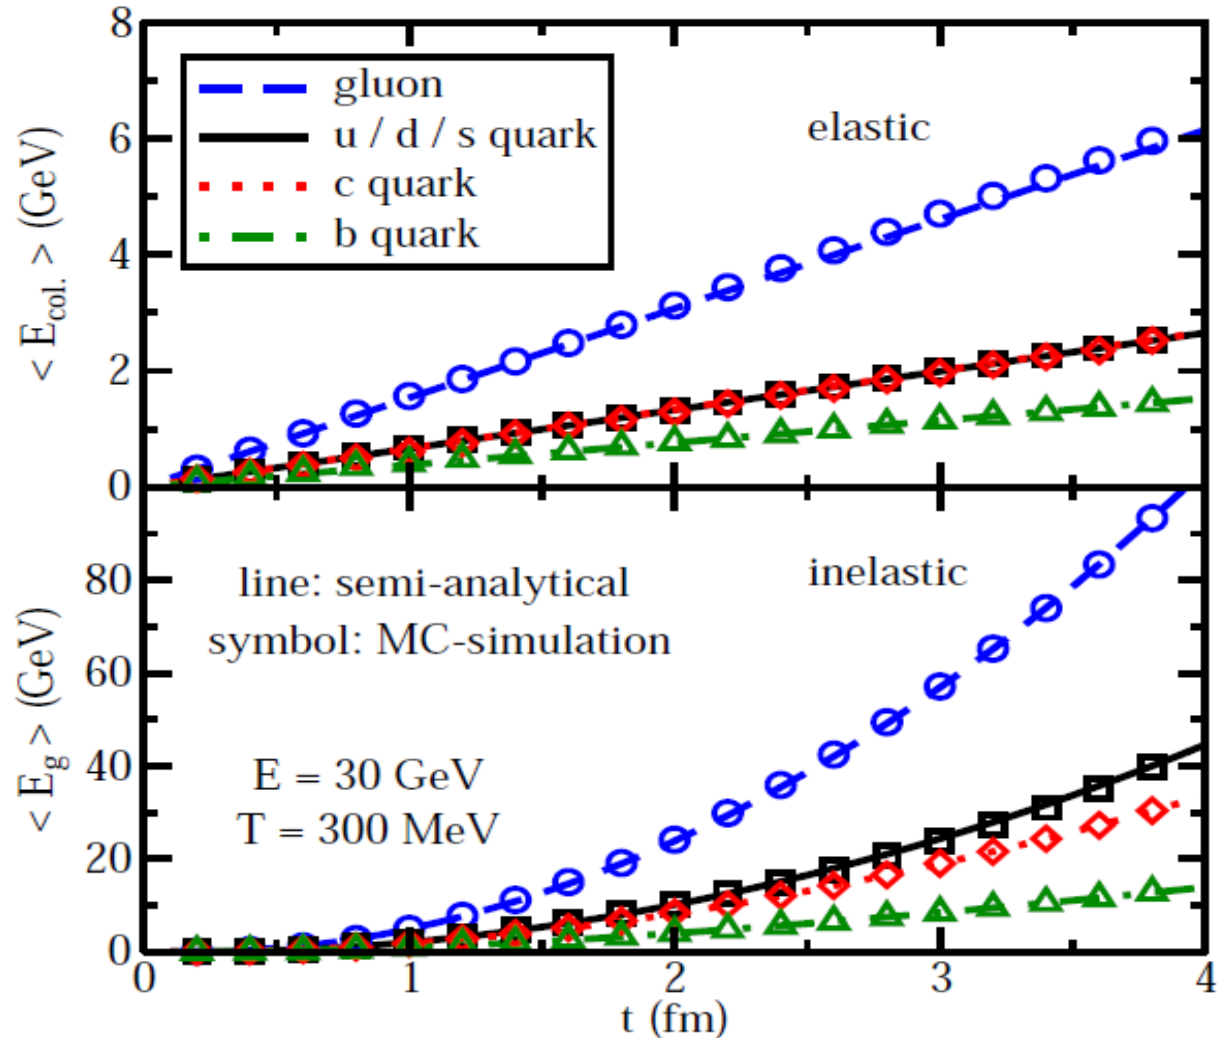 8
6
4
2
0
< E_col. > (GeV)
gluon
u / d / s quark
c quark
b quark
elastic
80
60
40
20
0
< E_g > (GeV)
line: semi-analytical
symbol: MC-simulation
inelastic
E = 30 GeV
T = 300 MeV
0 1 2 3 4
t (fm)